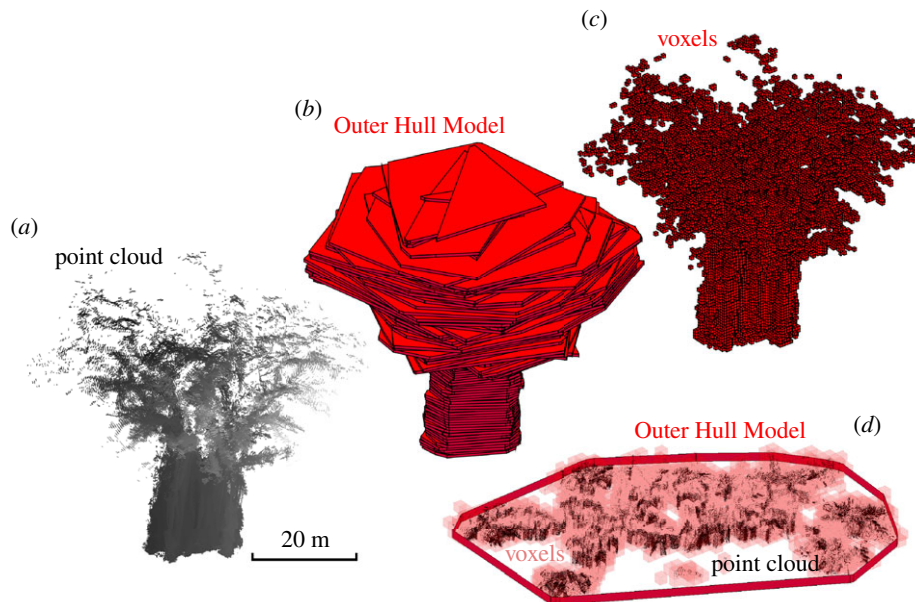 (a)
point cloud
20 m
(b)
Outer Hull Model
(c)
voxels
(d)
Outer Hull Model
voxels
point cloud